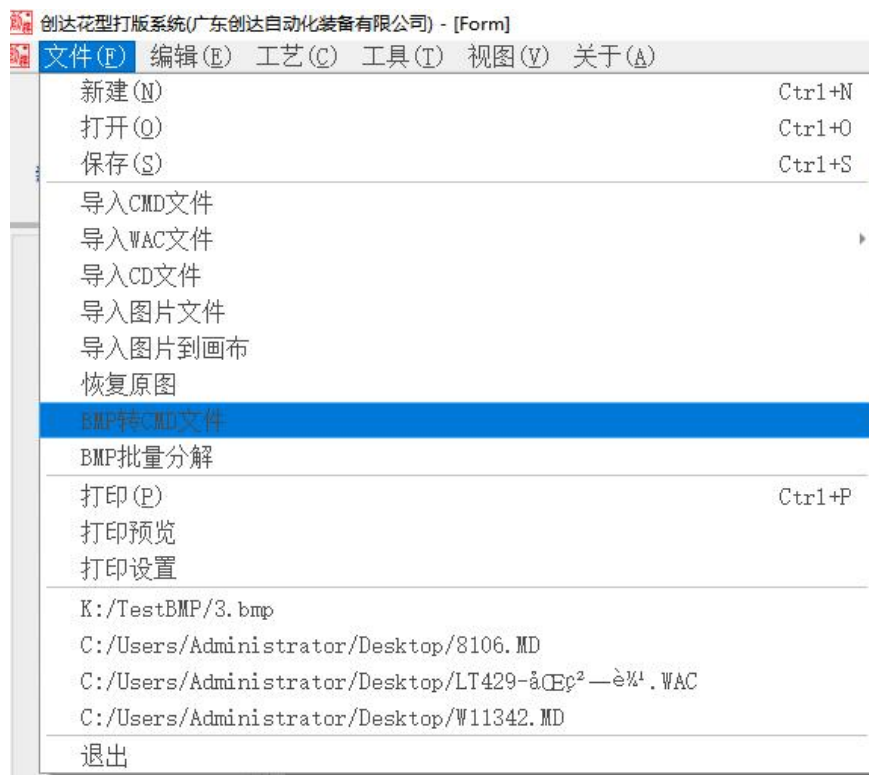 创达花型打版系统(广东创达自动化装备有限公司) - [Form]
文件(F) 编辑(E) 工艺(C) 工具(T) 视图(V) 关于(A)
新建(N) Ctrl+N
打开(O) Ctrl+O
保存(S) Ctrl+S
导入CMD文件
导入WAC文件
导入CD文件
导入图片文件
导入图片到画布
恢复原图
BMP转CMD文件
BMP批量分解
打印(P) Ctrl+P
打印预览
打印设置
K:/TestBMP/3.bmp
C:/Users/Administrator/Desktop/8106.MD
C:/Users/Administrator/Desktop/LT429-åŒç²—è¾¹.WAC
C:/Users/Administrator/Desktop/W11342.MD
退出